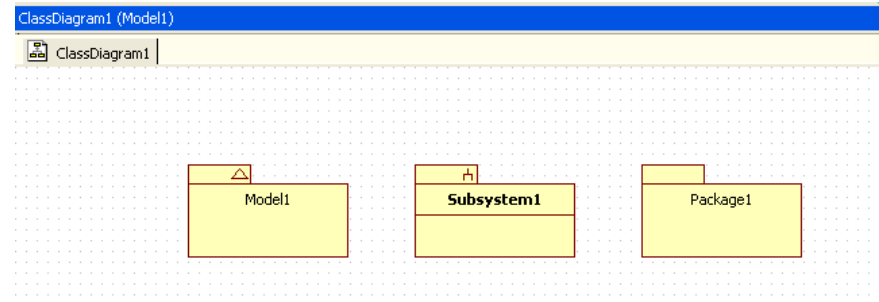 ClassDiagram1 (Model1)
ClassDiagram1
Model1
Subsystem1
Package1